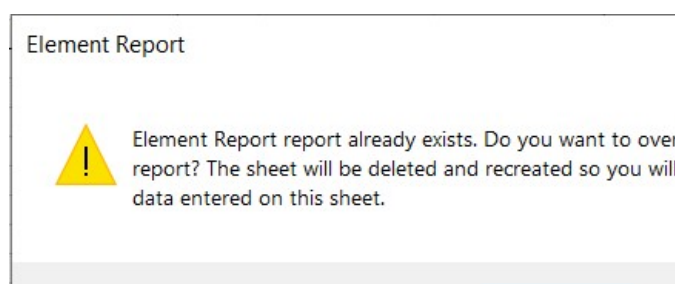 Element Report
Element Report report already exists. Do you want to over
report? The sheet will be deleted and recreated so you will
data entered on this sheet.